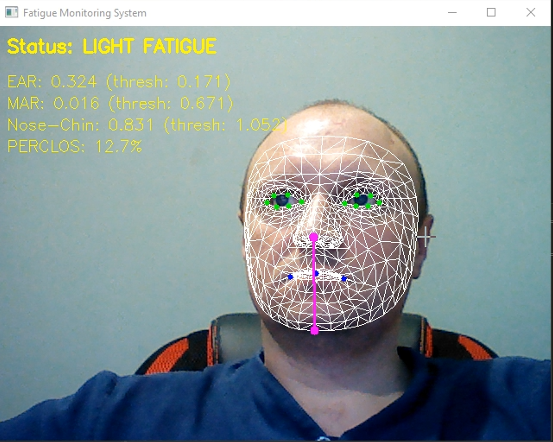 Fatigue Monitoring System
Status: LIGHT FATIGUE
EAR: 0.324 (thresh: 0.171)
MAR: 0.016 (thresh: 0.671)
Nose-Chin: 0.831 (thresh: 1.052)
PERCLOS: 12.7%